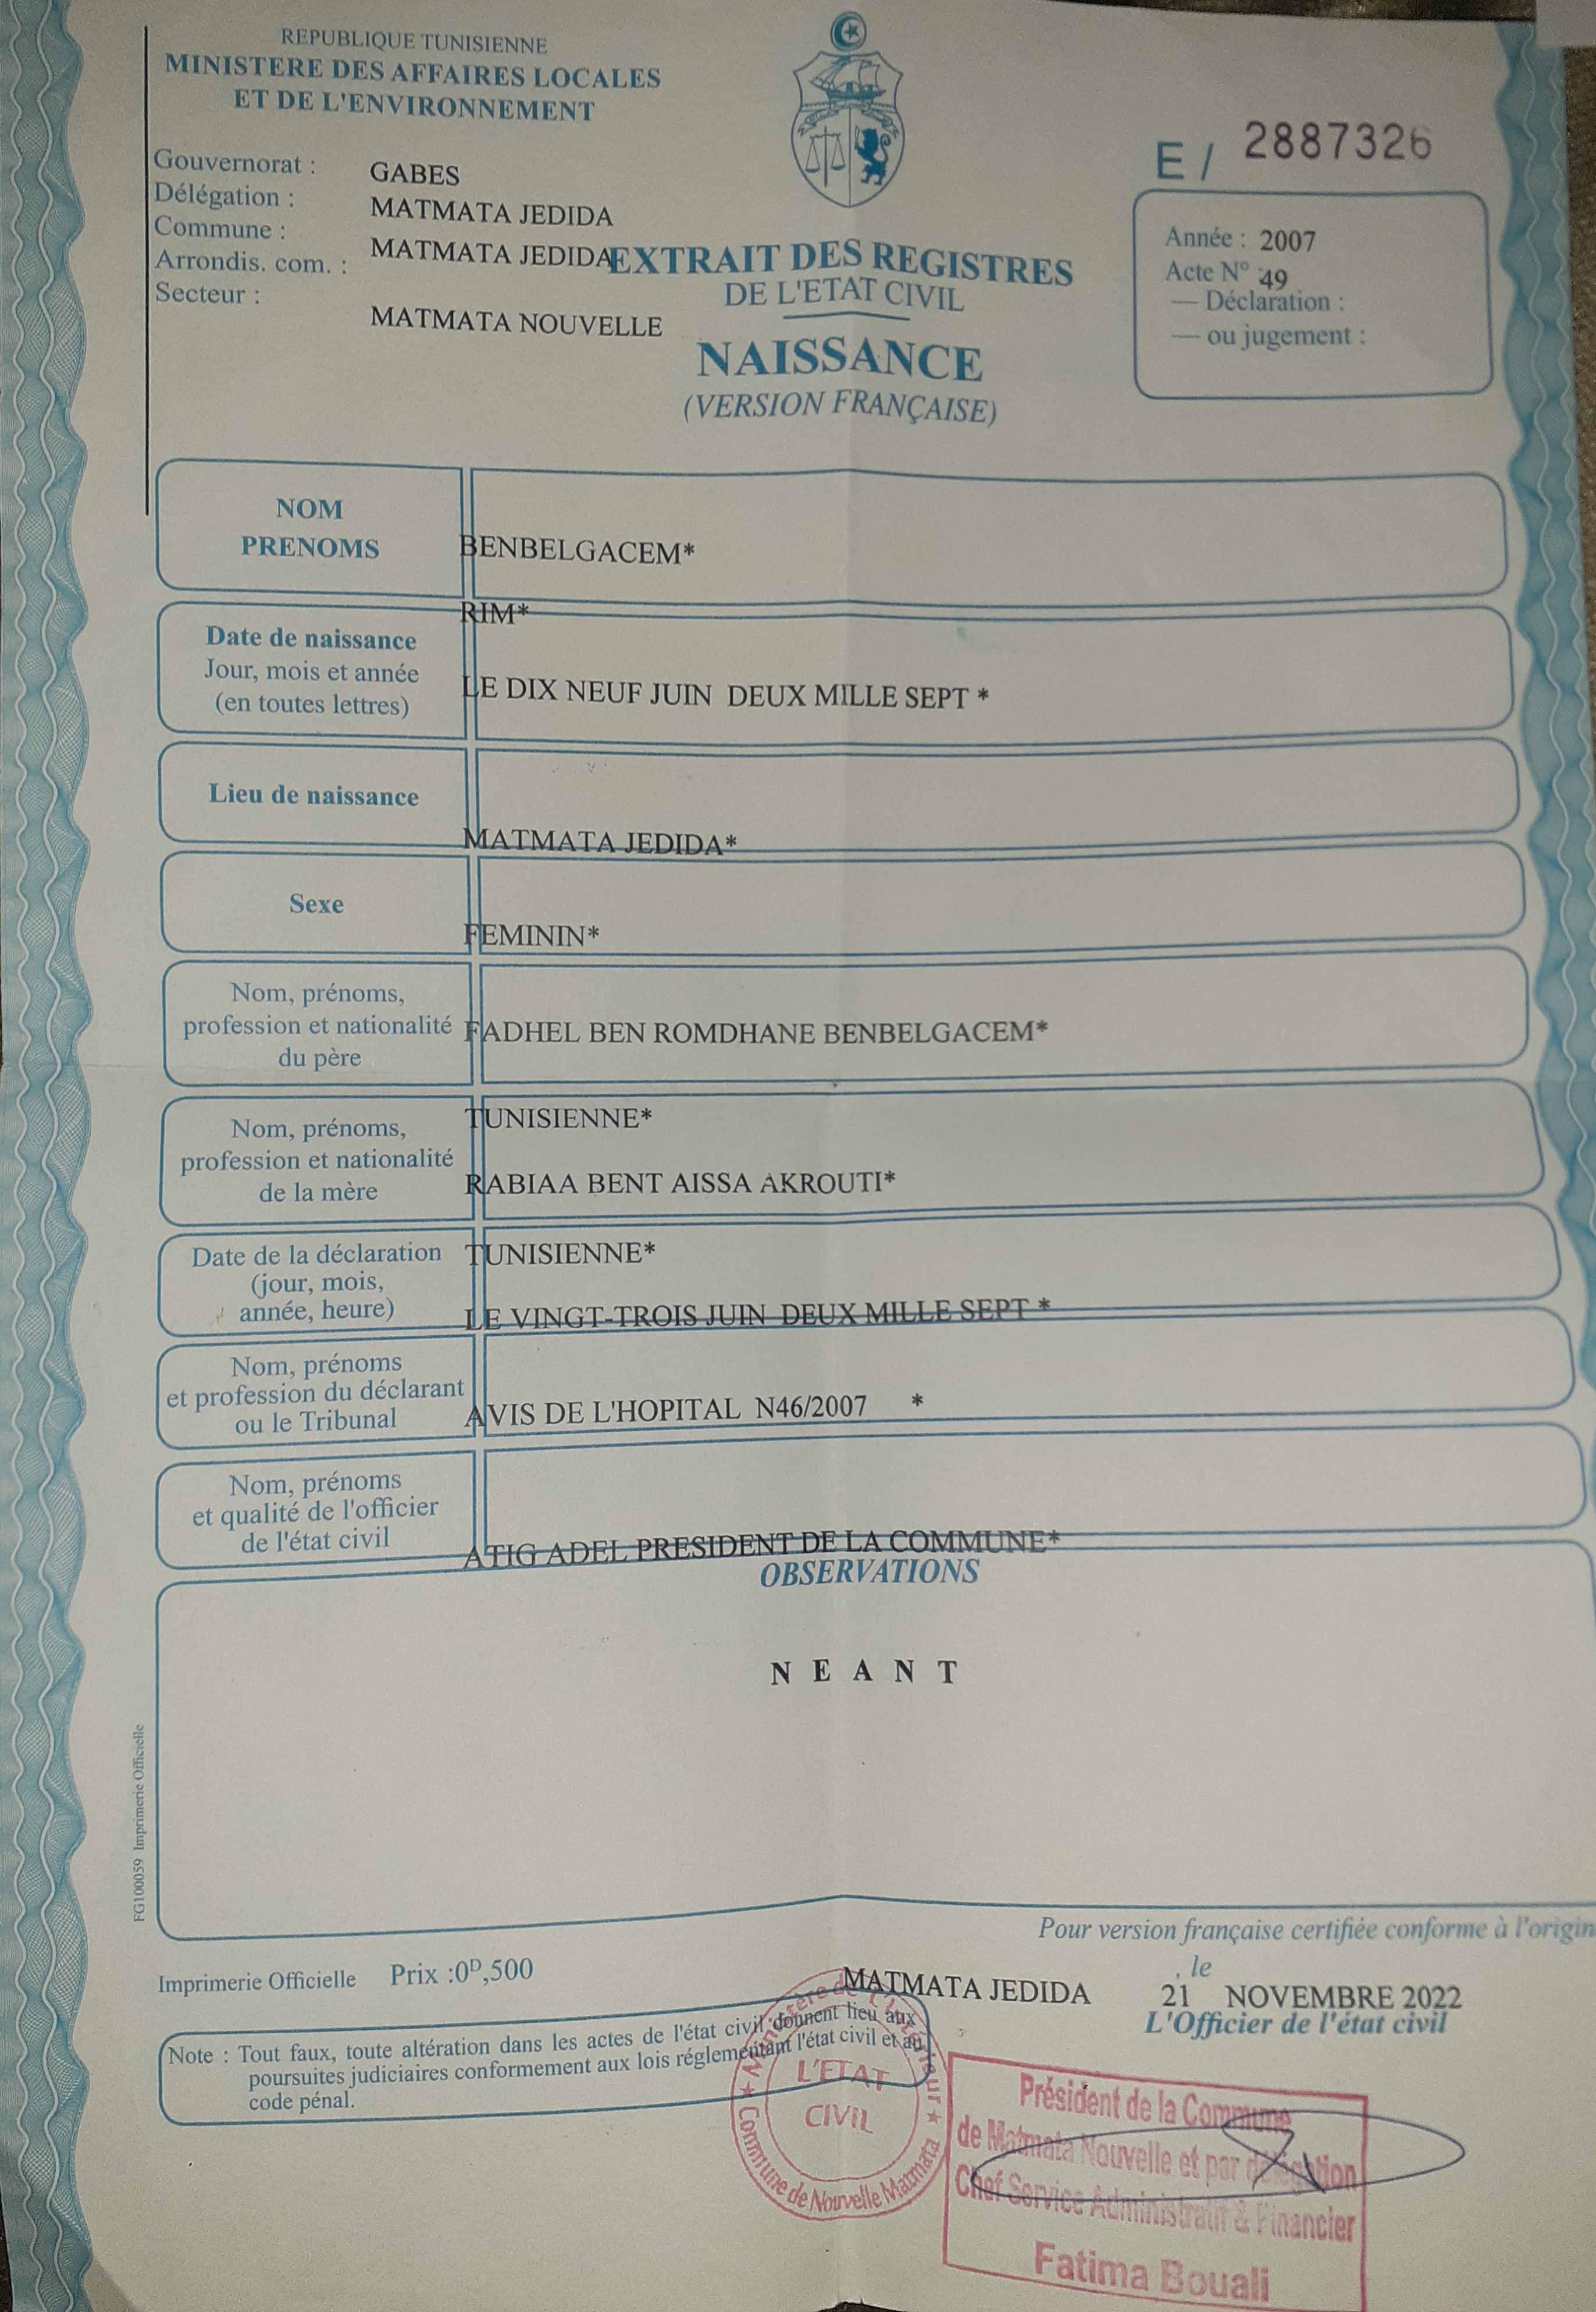 REPUBLIQUE TUNISIENNE
MINISTERE DES AFFAIRES LOCALES
ET DE L'ENVIRONNEMENT
Gouvernorat : GABES
Délégation : MATMATA JEDIDA
Commune : MATMATA JEDIDA
Arrondis. com. :
Secteur : MATMATA NOUVELLE
E / 2887326
Année : 2007
Acte N° 49
— Déclaration :
— ou jugement :
EXTRAIT DES REGISTRES
DE L'ETAT CIVIL
NAISSANCE
(VERSION FRANÇAISE)
NOM
PRENOMS
BENBELGACEM*
RIM*
Date de naissance
Jour, mois et année
(en toutes lettres)
LE DIX NEUF JUIN DEUX MILLE SEPT *
Lieu de naissance
MATMATA JEDIDA*
Sexe
FEMININ*
Nom, prénoms,
profession et nationalité
du père
FADHEL BEN ROMDHANE BENBELGACEM*
TUNISIENNE*
Nom, prénoms,
profession et nationalité
de la mère
RABIAA BENT AISSA AKROUTI*
TUNISIENNE*
Date de la déclaration
(jour, mois,
année, heure)
LE VINGT-TROIS JUIN DEUX MILLE SEPT *
Nom, prénoms
et profession du déclarant
ou le Tribunal
AVIS DE L'HOPITAL N46/2007 *
Nom, prénoms
et qualité de l'officier
de l'état civil
ATIG ADEL PRESIDENT DE LA COMMUNE*
OBSERVATIONS
N E A N T
FG100059 Imprimerie Officielle
Pour version française certifiée conforme à l'origin
Imprimerie Officielle Prix :0D,500
MATMATA JEDIDA , le 21 NOVEMBRE 2022
L'Officier de l'état civil
Note : Tout faux, toute altération dans les actes de l'état civil donnent lieu aux
poursuites judiciaires conformement aux lois réglementant l'état civil et au
code pénal.
Ministère de L'Intérieur
L'ETAT
CIVIL
Commune de Nouvelle Matmata
Président de la Commune
de Matmata Nouvelle et par délégation
Chef Service Administratif & Financier
Fatima Bouali